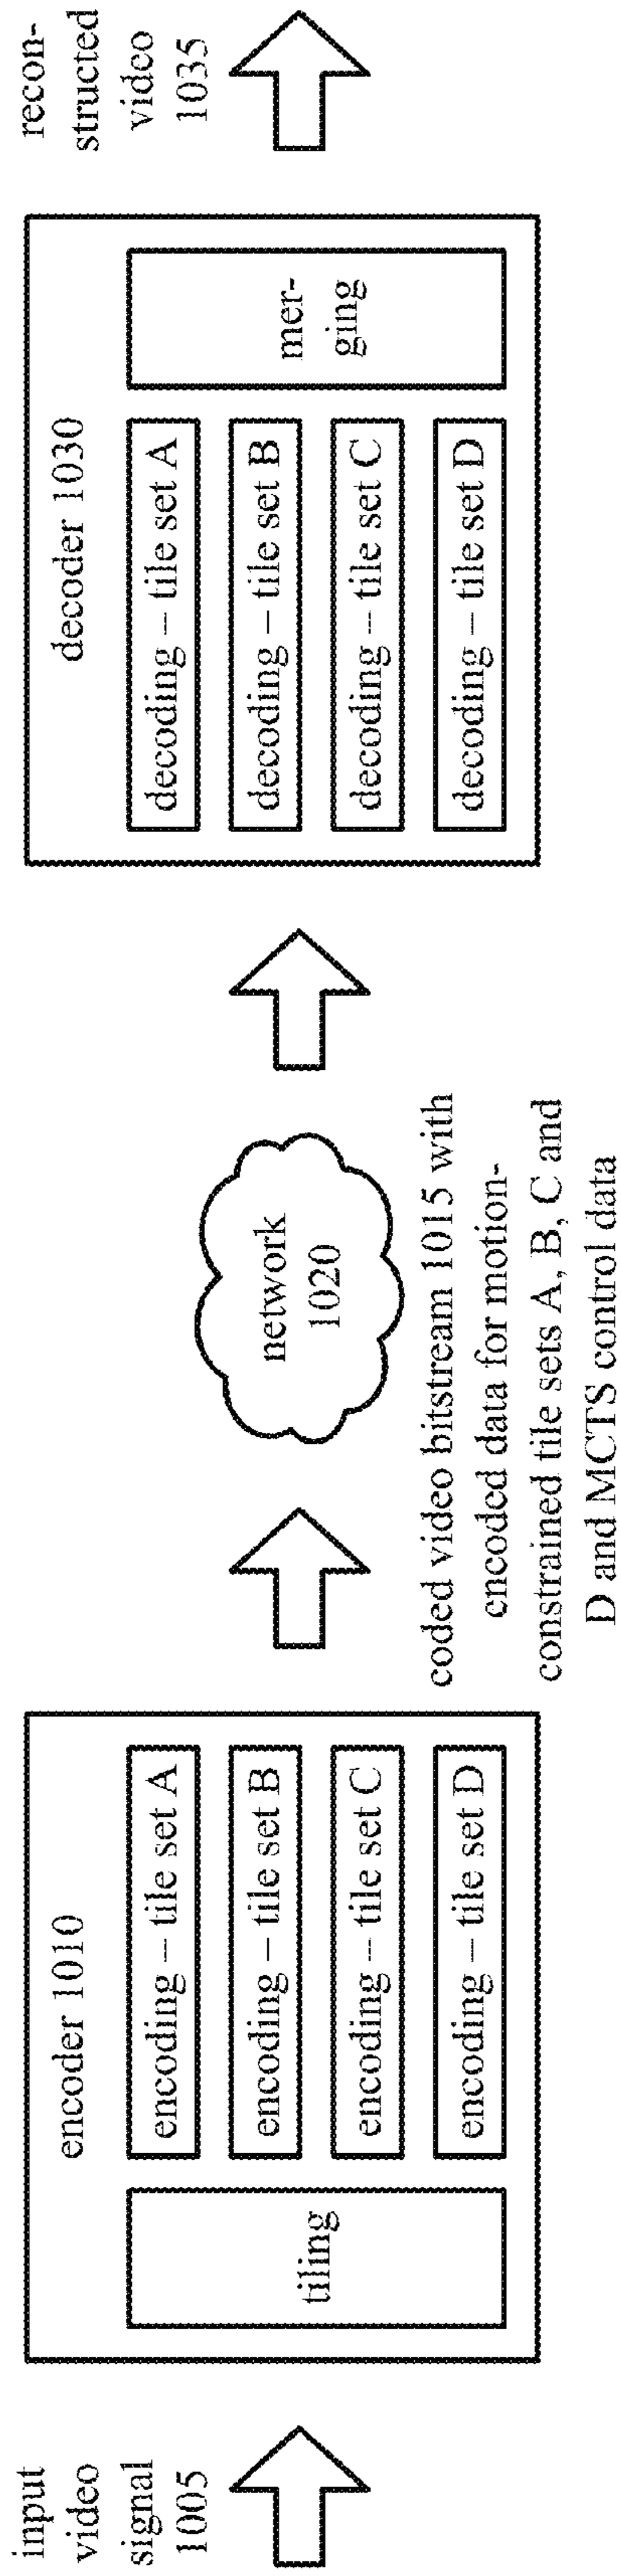 input
video
signal
1005
encoder 1010
tiling
encoding – tile set A
encoding – tile set B
encoding – tile set C
encoding – tile set D
network
1020
coded video bitstream 1015 with
encoded data for motion-
constrained tile sets A, B, C and
D and MCTS control data
decoder 1030
decoding – tile set A
decoding – tile set B
decoding – tile set C
decoding – tile set D
mer-
ging
recon-
structed
video
1035